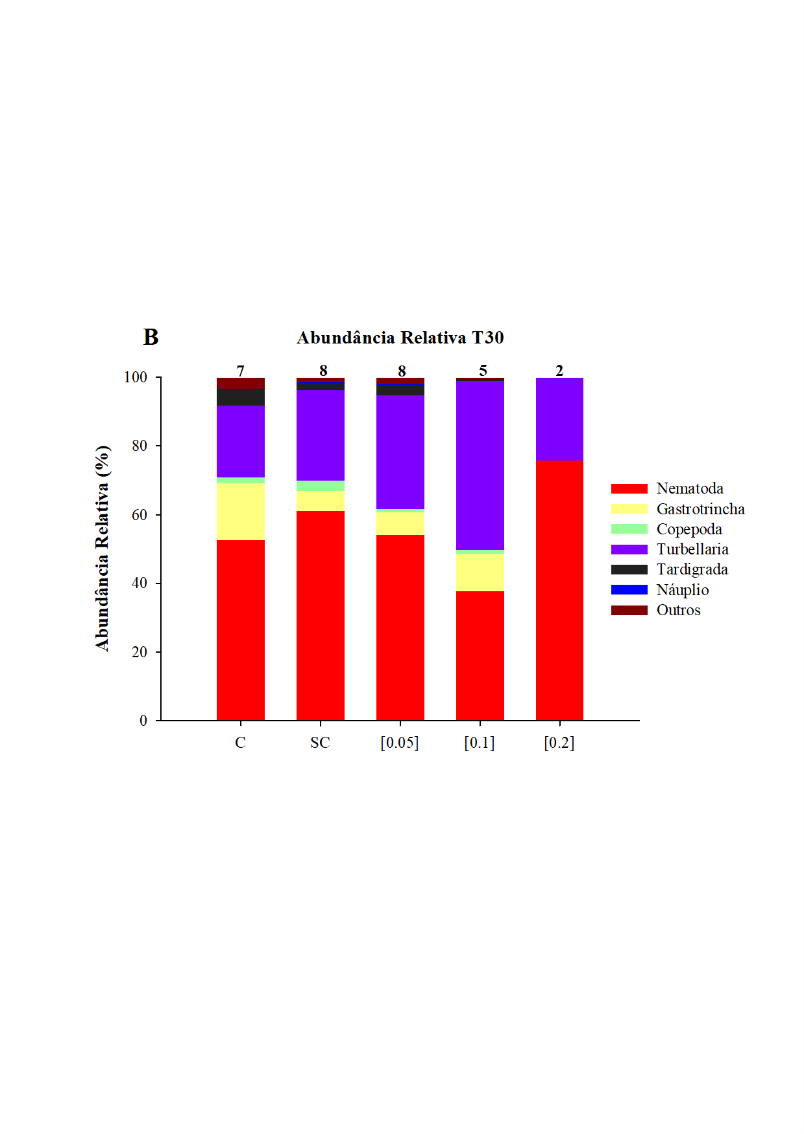 B
Abundância Relativa T30
7 8 8 5 2
100
80
60
40
20
0
Abundância Relativa (%)
C SC [0.05] [0.1] [0.2]
Nematoda
Gastrotrincha
Copepoda
Turbellaria
Tardigrada
Náuplio
Outros